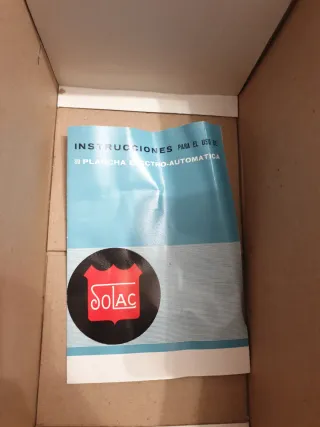 INSTRUCCIONES PARA EL USO DE
PLANCHA ELECTRO-AUTOMATICA
SOLAC